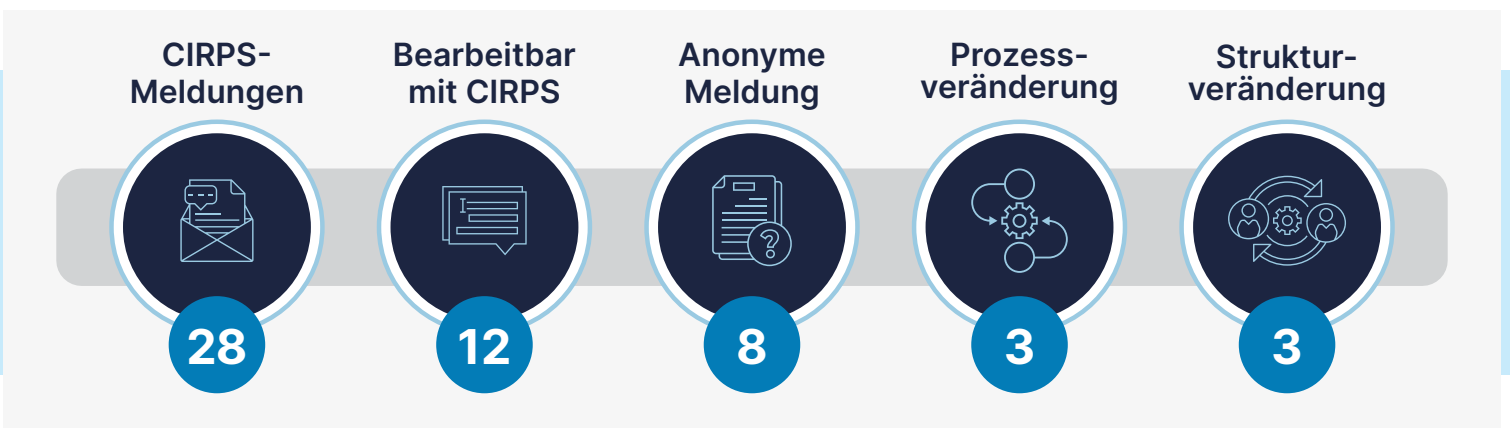 CIRPS-
Meldungen
28
Bearbeitbar
mit CIRPS
12
Anonyme
Meldung
?
8
Prozess-
veränderung
3
Struktur-
veränderung
3